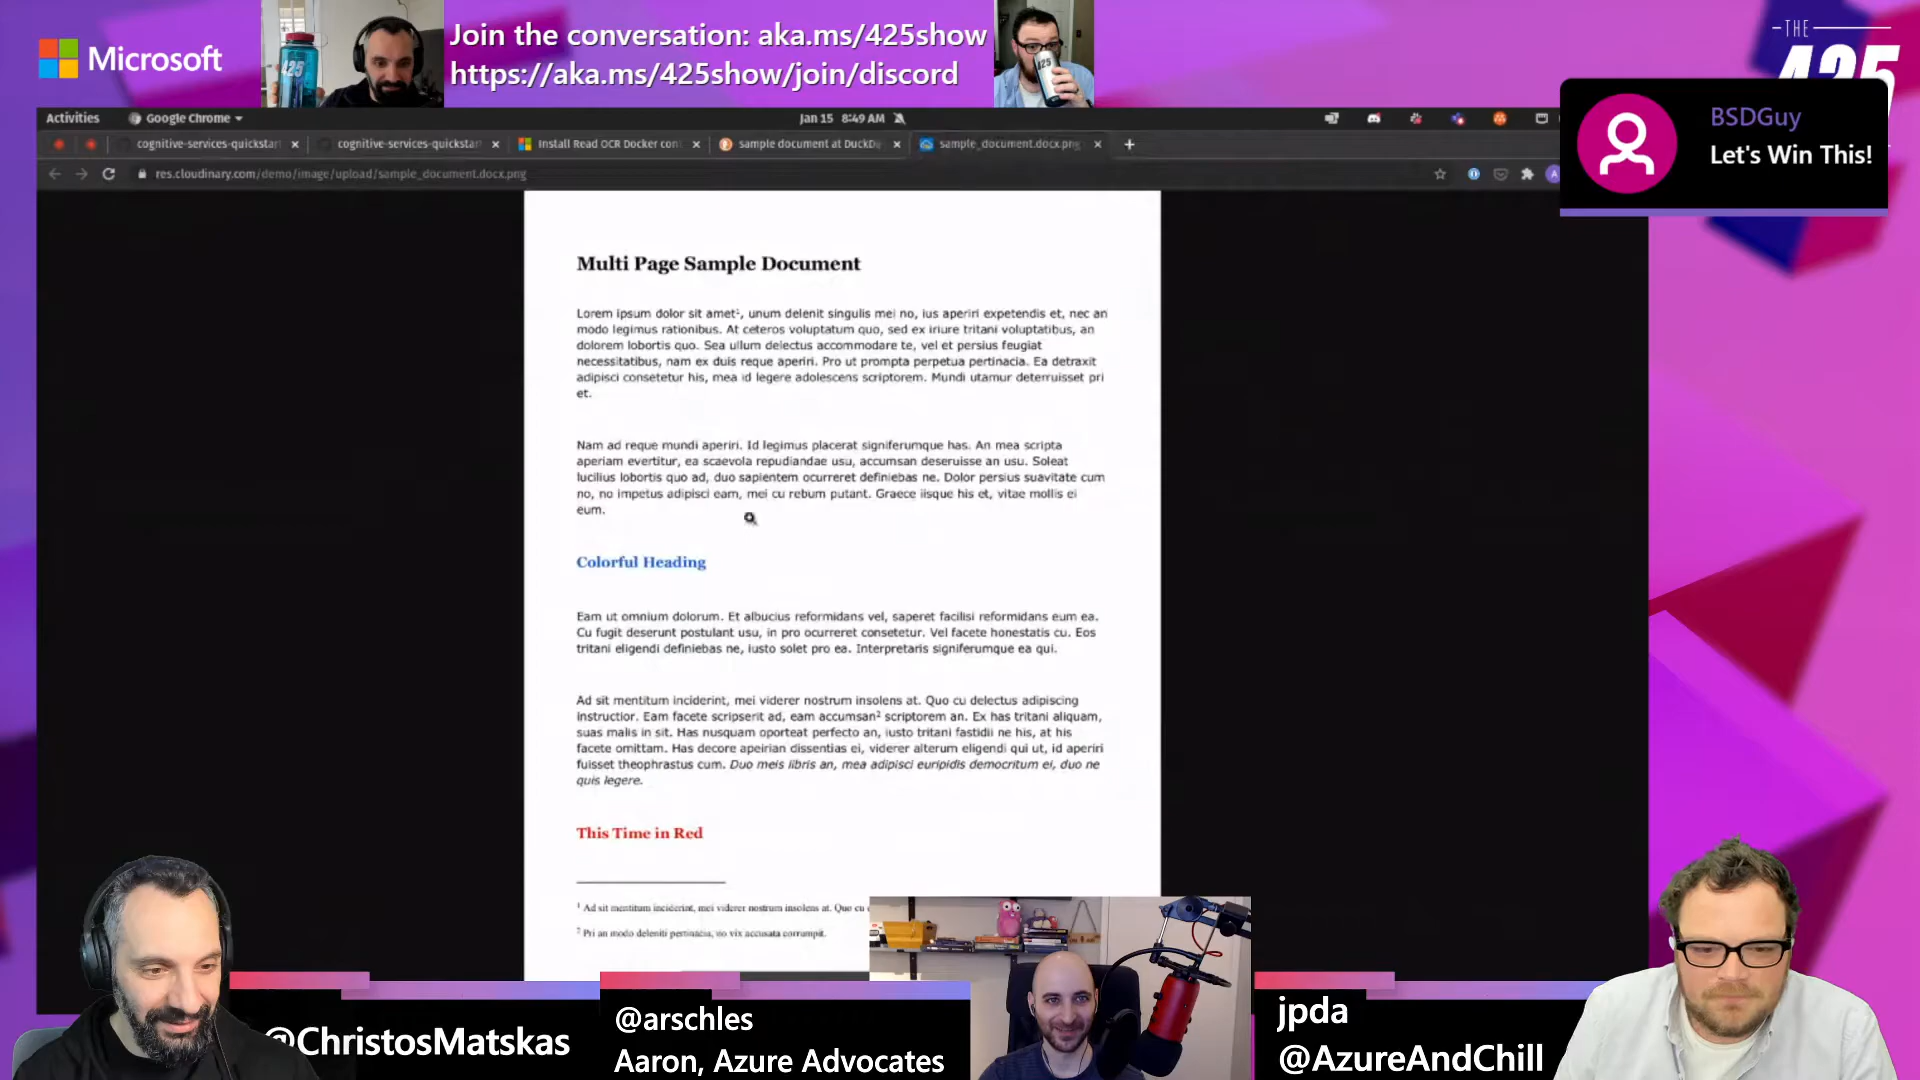 Microsoft
425
Join the conversation: aka.ms/425show
https://aka.ms/425show/join/discord
425
THE
425
BSDGuy
Let's Win This!
Activities
Google Chrome
Jan 15 8:49 AM
cognitive-services-quickstar
cognitive-services-quickstar
Install Read OCR Docker con
sample document at DuckDu
sample_document.docx.png
res.cloudinary.com/demo/image/upload/sample_document.docx.png
Multi Page Sample Document
Lorem ipsum dolor sit amet¹, unum delenit singulis mei no, ius aperiri expetendis et, nec an
modo legimus rationibus. At ceteros voluptatum quo, sed ex iriure tritani voluptatibus, an
dolorem lobortis quo. Sea ullum delectus accommodare te, vel et persius feugiat
necessitatibus, nam ex duis reque aperiri. Pro ut prompta perpetua pertinacia. Ea detraxit
adipisci consetetur his, mea id legere adolescens scriptorem. Mundi utamur deterruisset pri
et.
Nam ad reque mundi aperiri. Id legimus placerat signiferumque has. An mea scripta
aperiam evertitur, ea scaevola repudiandae usu, accumsan deseruisse an usu. Soleat
lucilius lobortis quo ad, duo sapientem ocurreret definiebas ne. Dolor persius suavitate cum
no, no impetus adipisci eam, mei cu rebum putant. Graece iisque his et, vitae mollis ei
eum.
Colorful Heading
Eam ut omnium dolorum. Et albucius reformidans vel, saperet facilisi reformidans eum ea.
Cu fugit deserunt postulant usu, in pro ocurreret consetetur. Vel facete honestatis cu. Eos
tritani eligendi definiebas ne, iusto solet pro ea. Interpretaris signiferumque ea qui.
Ad sit mentitum inciderint, mei viderer nostrum insolens at. Quo cu delectus adipiscing
instructior. Eam facete scripserit ad, eam accumsan² scriptorem an. Ex has tritani aliquam,
suas malis in sit. Has nusquam oporteat perfecto an, iusto tritani fastidii ne his, at his
facete omittam. Has decore apeirian dissentias ei, viderer alterum eligendi qui ut, id aperiri
fuisset theophrastus cum. Duo meis libris an, mea adipisci euripidis democritum ei, duo ne
quis legere.
This Time in Red
¹ Ad sit mentitum inciderint, mei viderer nostrum insolens at. Quo cu
² Pri an modo deleniti pertinacia, no vix accusata corrumpit.
@ChristosMatskas
@arschles
Aaron, Azure Advocates
jpda
@AzureAndChill